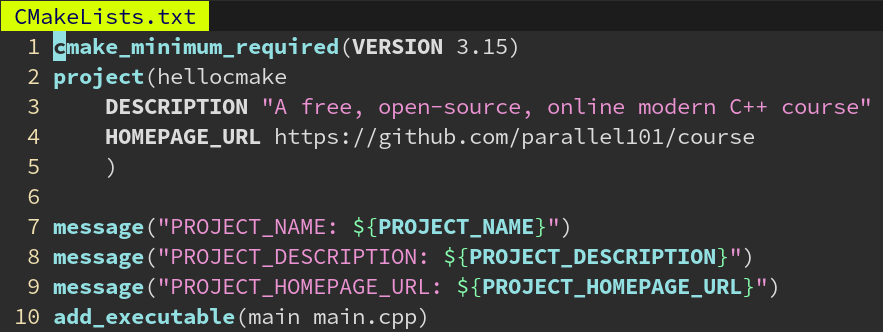 CMakeLists.txt
1 cmake_minimum_required(VERSION 3.15)
2 project(hellocmake
3     DESCRIPTION "A free, open-source, online modern C++ course"
4     HOMEPAGE_URL https://github.com/parallel101/course
5     )
6
7 message("PROJECT_NAME: ${PROJECT_NAME}")
8 message("PROJECT_DESCRIPTION: ${PROJECT_DESCRIPTION}")
9 message("PROJECT_HOMEPAGE_URL: ${PROJECT_HOMEPAGE_URL}")
10 add_executable(main main.cpp)